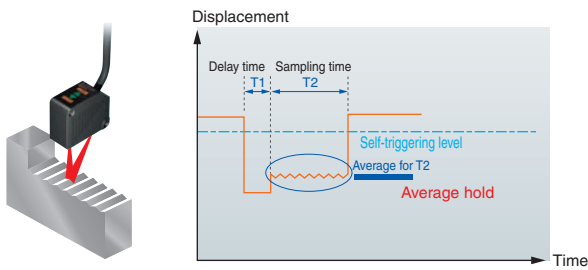 Displacement
Delay time Sampling time
T1 T2
Self-triggering level
Average for T2
Average hold
Time